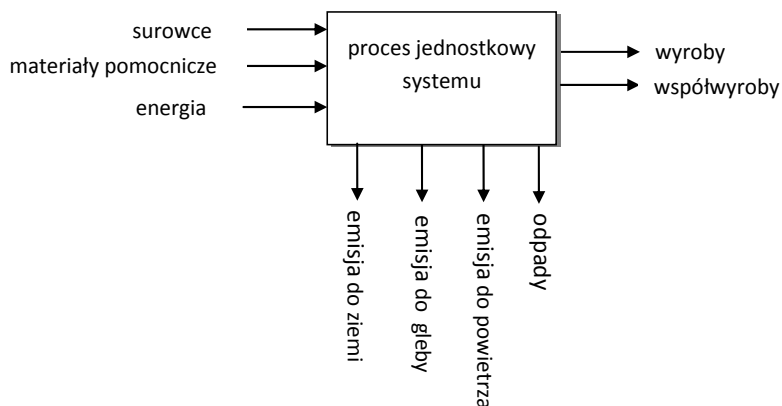 surowce
materiały pomocnicze
energia
proces jednostkowy
systemu
wyroby
współwyroby
emisja do ziemi
emisja do gleby
emisja do powietrza
odpady